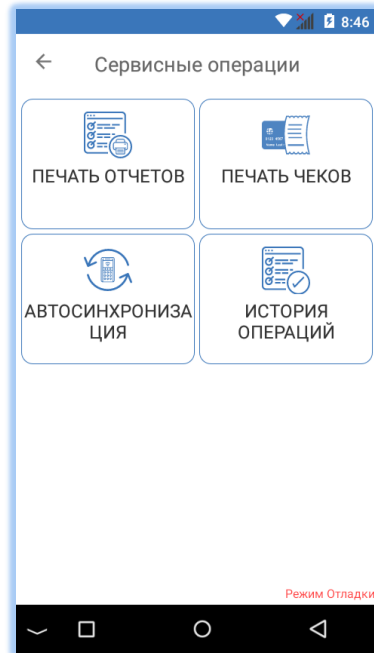 8:46
Сервисные операции
ПЕЧАТЬ ОТЧЕТОВ
ПЕЧАТЬ ЧЕКОВ
АВТОСИНХРОНИЗА
ЦИЯ
ИСТОРИЯ
ОПЕРАЦИЙ
Режим Отладки